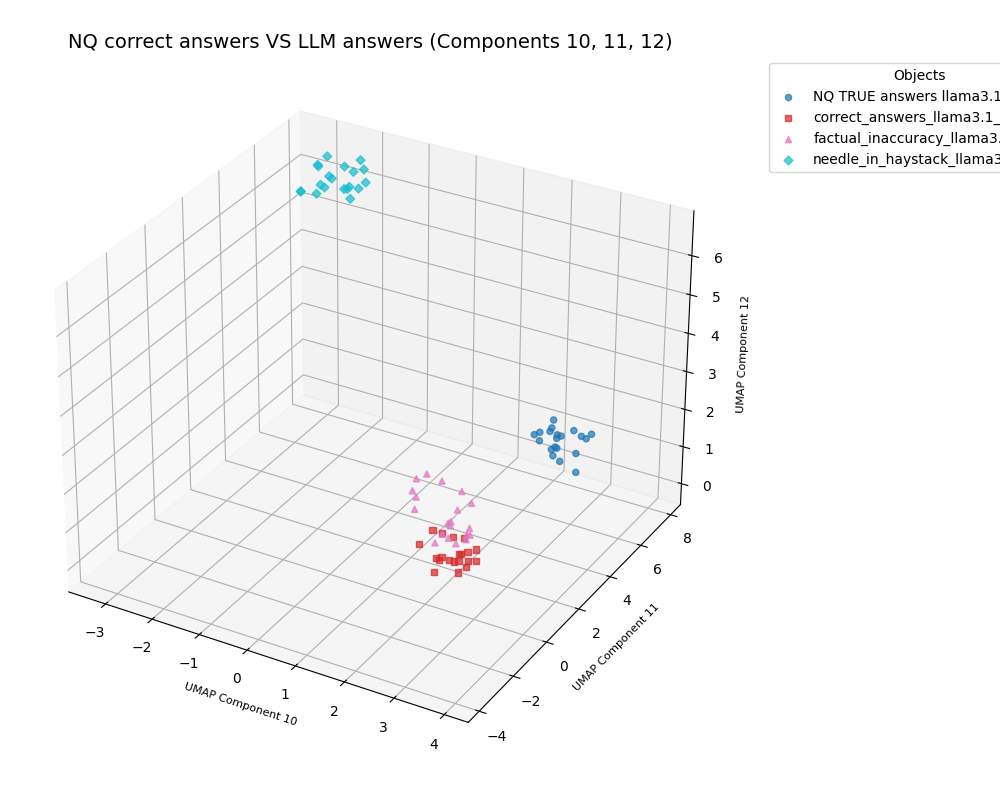 NQ correct answers VS LLM answers (Components 10, 11, 12)
Objects
NQ TRUE answers llama3.1
correct_answers_llama3.1_
factual_inaccuracy_llama3.
needle_in_haystack_llama3
6
5
4
3
2
1
0
UMAP Component 12
8
6
4
2
0
−2
−4
UMAP Component 11
−3
−2
−1
0
1
2
3
4
UMAP Component 10